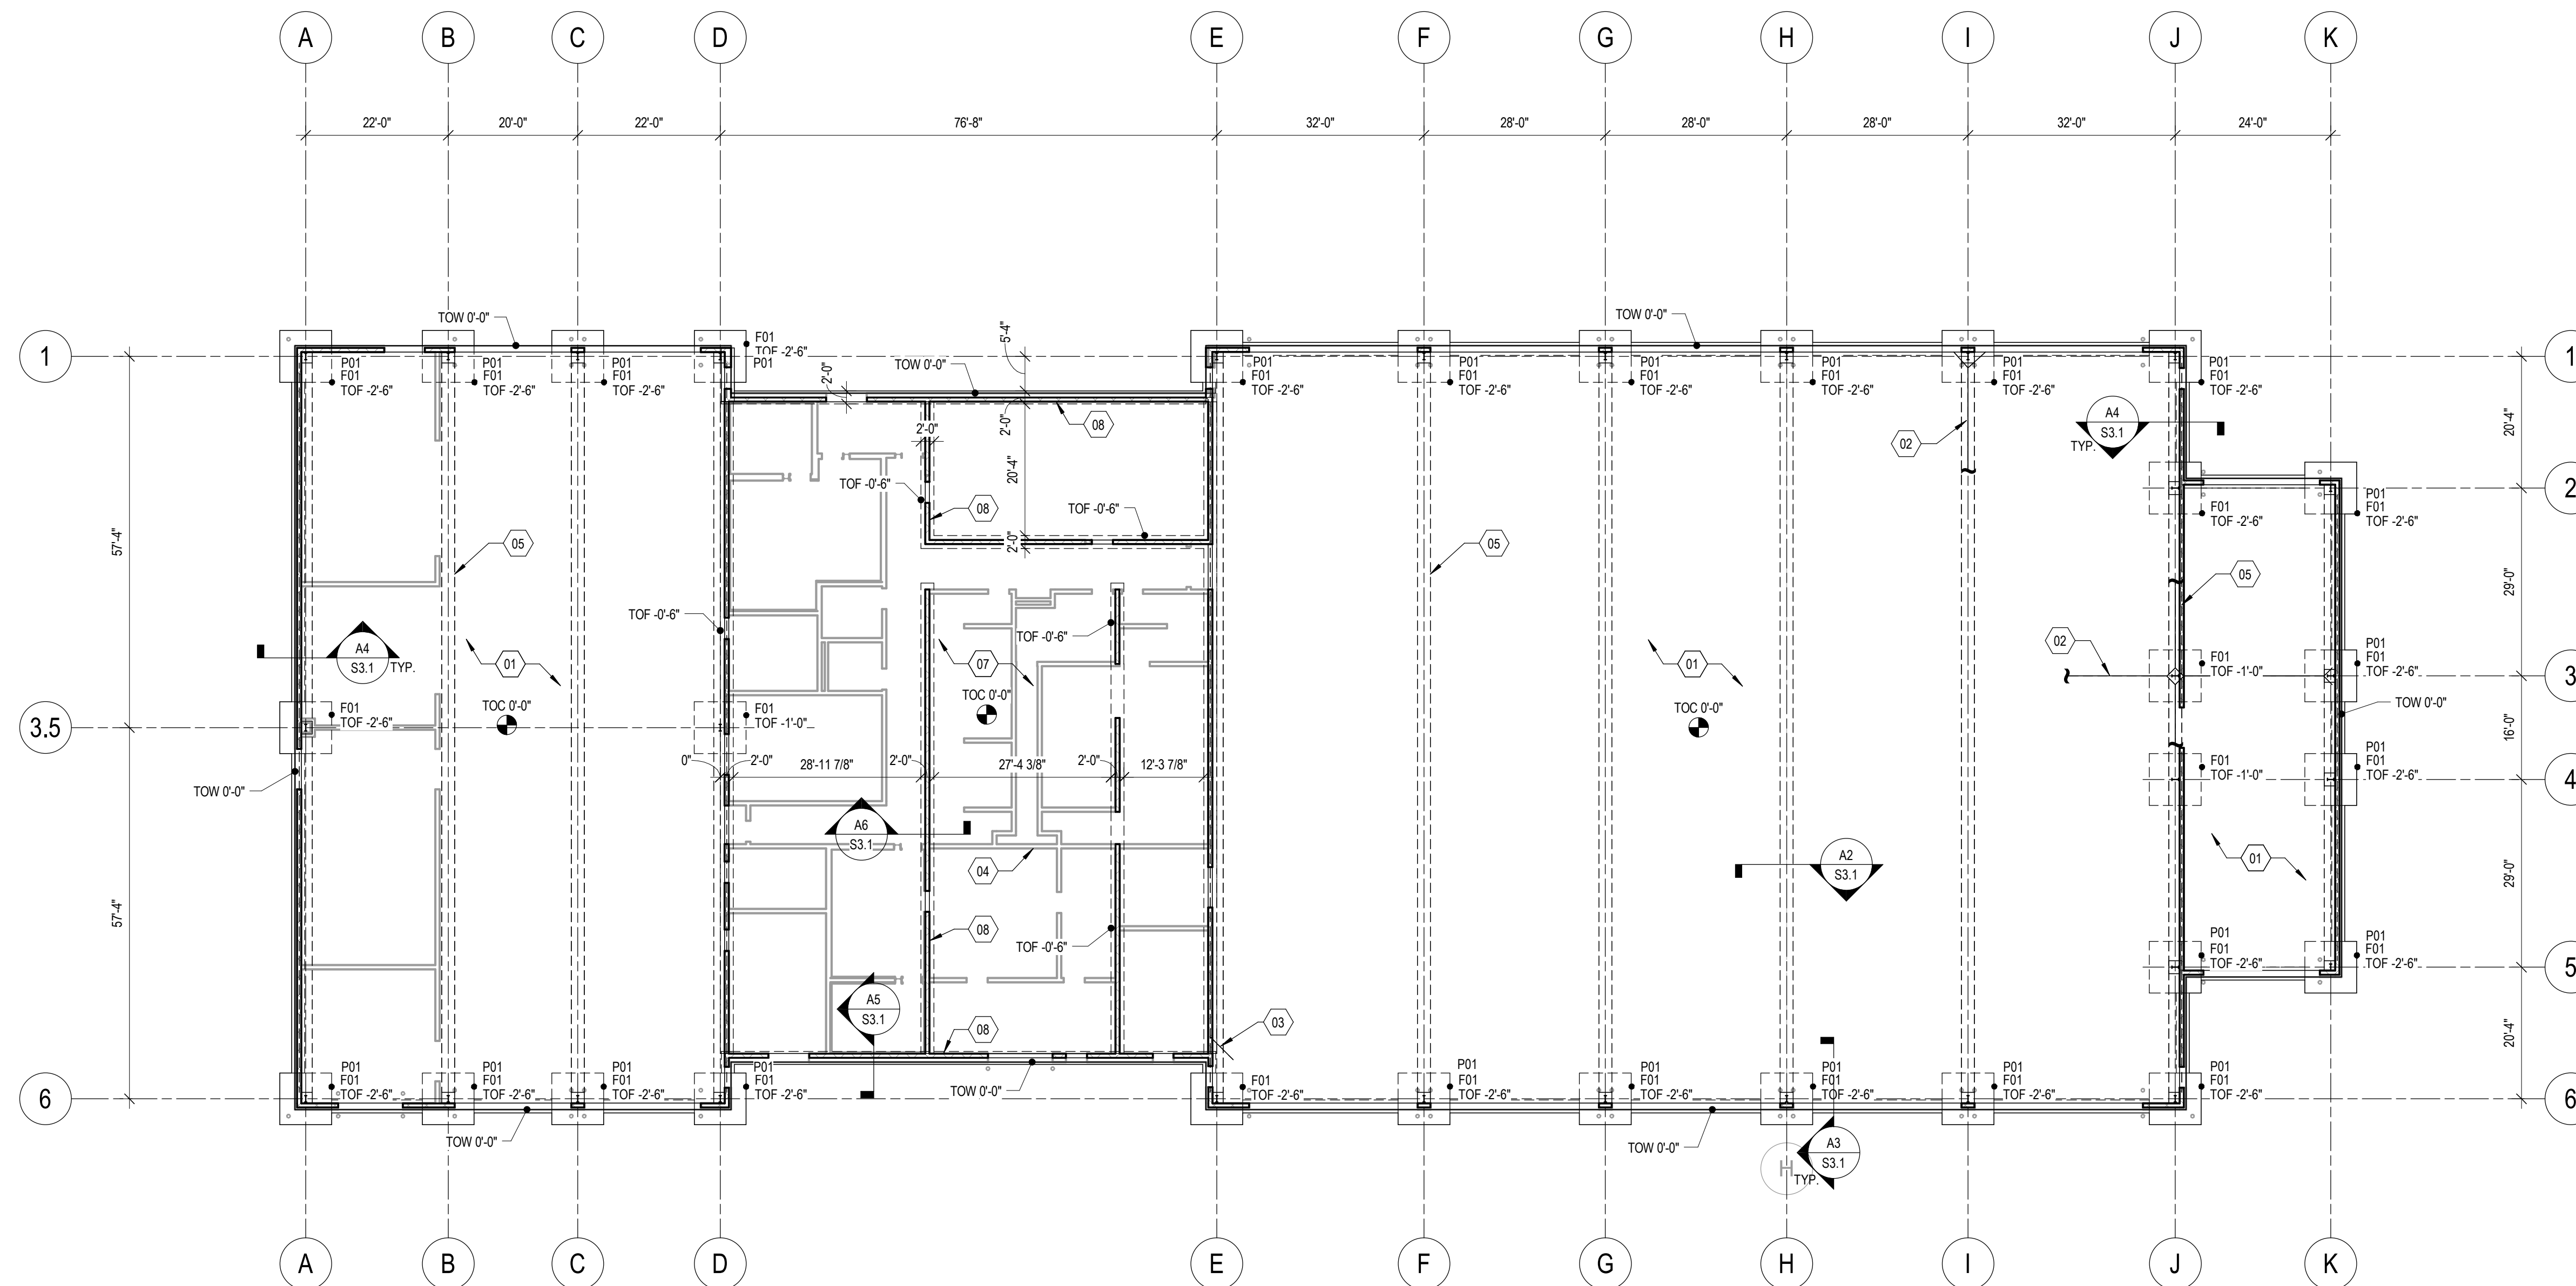 A B C D E F G H I J K
22'-0" 20'-0" 22'-0" 76'-8" 32'-0" 28'-0" 28'-0" 28'-0" 32'-0" 24'-0"
TOW 0'-0"
TOW 0'-0"
5'-4"
F01
TOF -2'-6"
P01
1
1
P01
F01
TOF -2'-6"
P01
F01
TOF -2'-6"
P01
F01
TOF -2'-6"
TOW 0'-0"
2'-0"
P01
F01
TOF -2'-6"
P01
F01
TOF -2'-6"
P01
F01
TOF -2'-6"
P01
F01
TOF -2'-6"
P01
F01
TOF -2'-6"
P01
F01
TOF -2'-6"
2'-0"
2'-0"
08
02
A4
S3.1
TYP.
20'-4"
20'-4"
TOF -0'-6"
08
TOF -0'-6"
2'-0"
2
F01
TOF -2'-6"
P01
F01
TOF -2'-6"
57'-4"
05
05
05
29'-0"
TOF -0'-6"
TOF -0'-6"
A4
S3.1
TYP.
01
07
01
02
F01
TOF -1'-0"
P01
F01
TOF -2'-6"
3
TOC 0'-0"
TOC 0'-0"
TOC 0'-0"
TOW 0'-0"
3.5
F01
TOF -2'-6"
F01
TOF -1'-0"
16'-0"
0"
2'-0"
28'-11 7/8"
2'-0"
27'-4 3/8"
2'-0"
12'-3 7/8"
F01
TOF -1'-0"
P01
F01
TOF -2'-6"
4
TOW 0'-0"
A6
S3.1
A2
S3.1
04
01
29'-0"
57'-4"
08
TOF -0'-6"
P01
F01
TOF -2'-6"
P01
F01
TOF -2'-6"
5
A5
S3.1
08
03
20'-4"
6
P01
F01
TOF -2'-6"
P01
F01
TOF -2'-6"
P01
F01
TOF -2'-6"
P01
F01
TOF -2'-6"
TOW 0'-0"
F01
TOF -2'-6"
P01
F01
TOF -2'-6"
P01
F01
TOF -2'-6"
P01
F01
TOF -2'-6"
P01
F01
TOF -2'-6"
P01
F01
TOF -2'-6"
6
TOW 0'-0"
TOW 0'-0"
A3
S3.1
H
TYP.
A B C D E F G H I J K